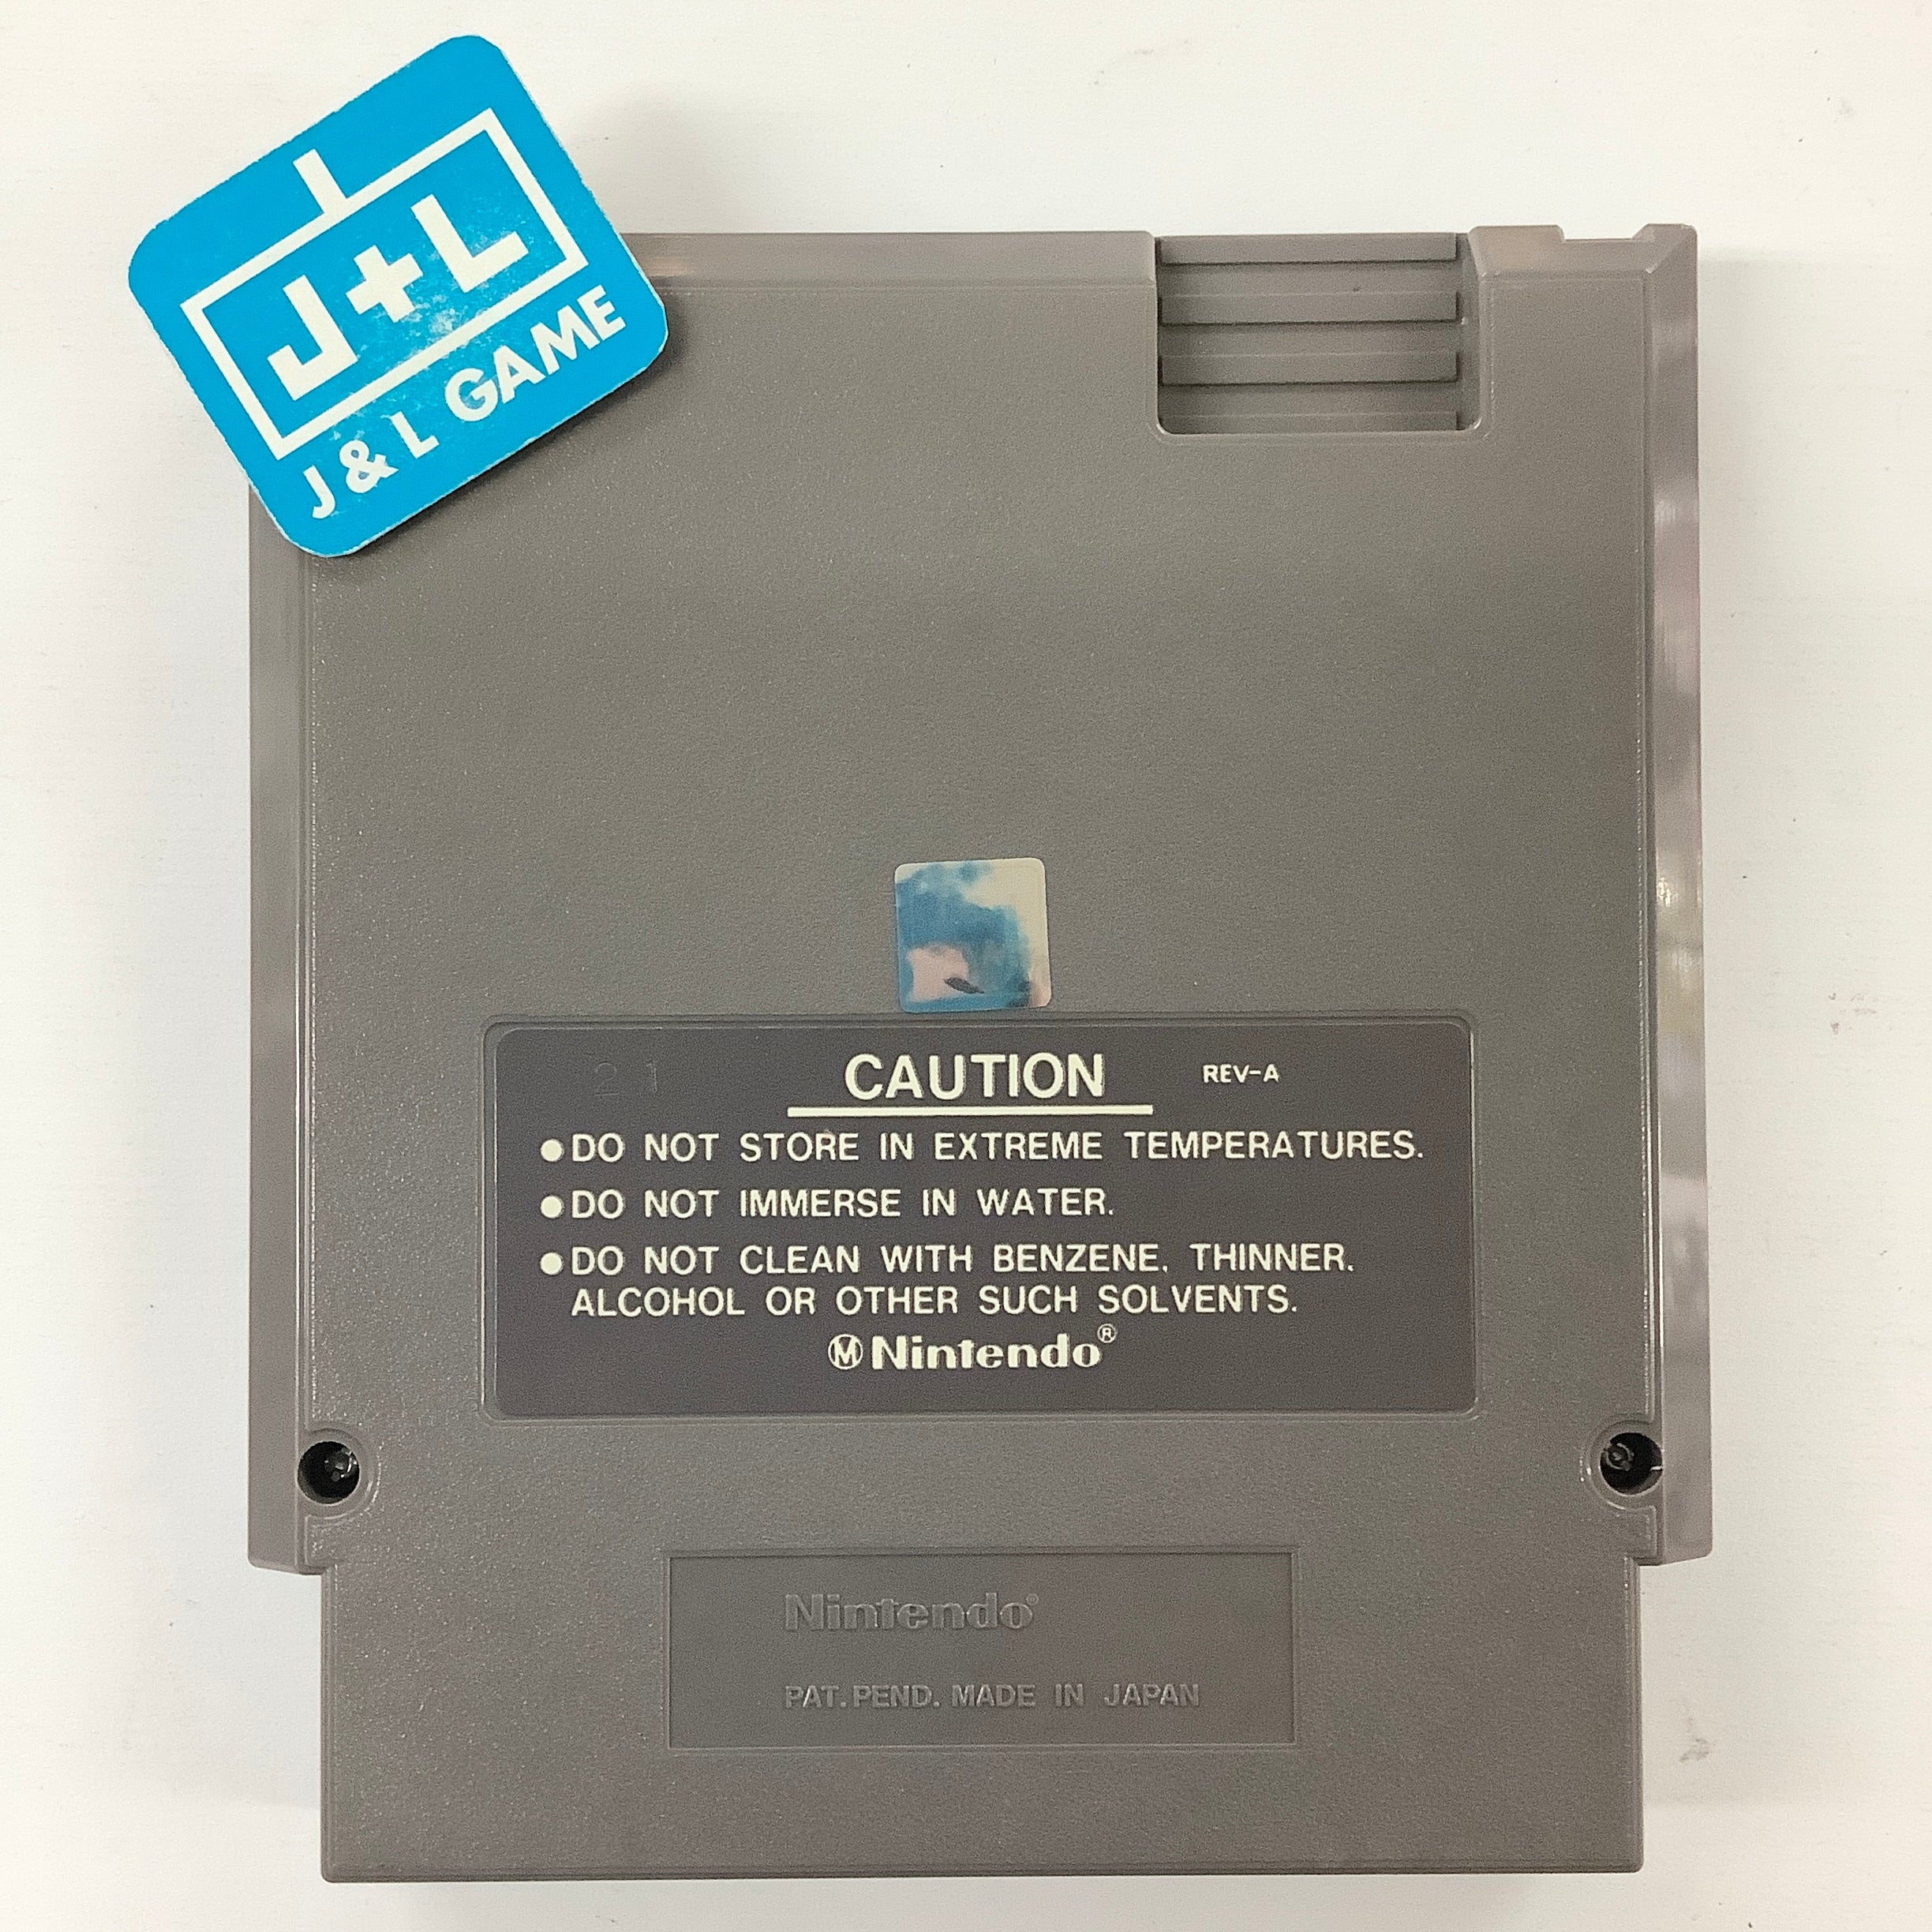 J+L
J & L GAME
21
CAUTION REV-A
●DO NOT STORE IN EXTREME TEMPERATURES.
●DO NOT IMMERSE IN WATER.
●DO NOT CLEAN WITH BENZENE, THINNER,
ALCOHOL OR OTHER SUCH SOLVENTS.
Ⓜ Nintendo®
Nintendo®
PAT. PEND. MADE IN JAPAN